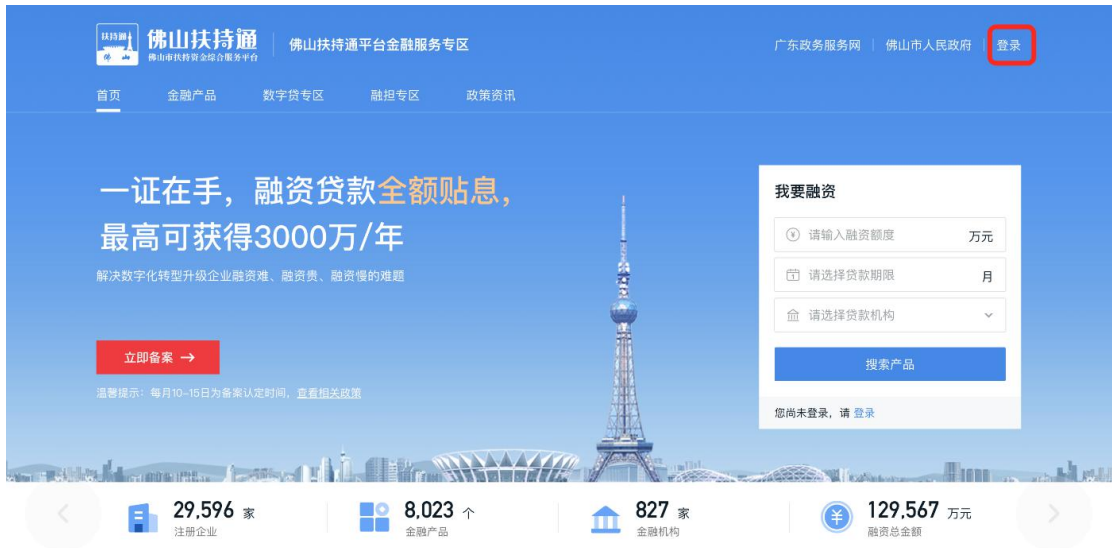 扶持通
佛山
佛山扶持通
佛山市扶持资金综合服务平台
佛山扶持通平台金融服务专区
广东政务服务网 | 佛山市人民政府 | 登录
首页 金融产品 数字贷专区 融担专区 政策资讯
一证在手，融资贷款全额贴息，
最高可获得3000万/年
解决数字化转型升级企业融资难、融资贵、融资慢的难题
立即备案 →
温馨提示：每月10-15日为备案认定时间，查看相关政策
我要融资
请输入融资额度 万元
请选择贷款期限 月
请选择贷款机构
搜索产品
您尚未登录，请 登录
29,596 家
注册企业
8,023 个
金融产品
827 家
金融机构
129,567 万元
融资总金额